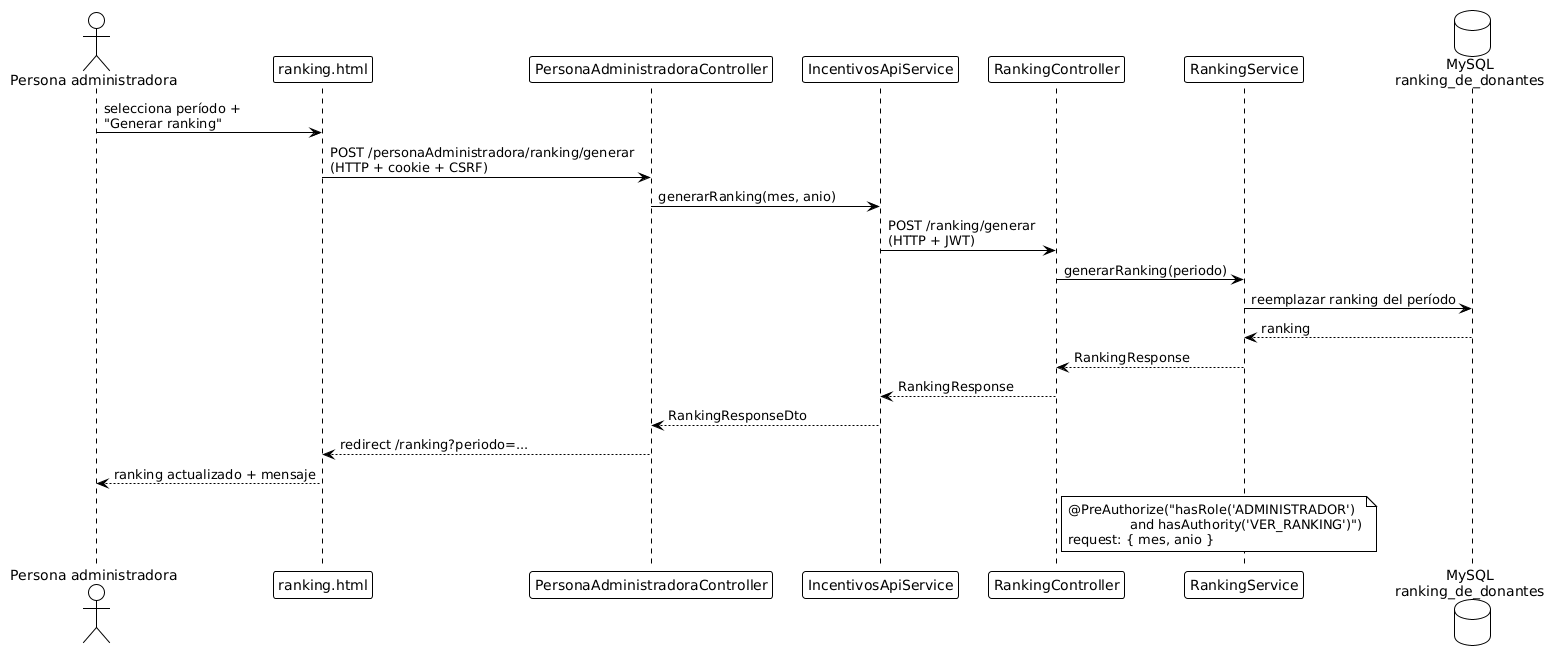 Persona administradora
ranking.html
PersonaAdministradoraController
IncentivosApiService
RankingController
RankingService
MySQL
ranking_de_donantes
selecciona período +
"Generar ranking"
POST /personaAdministradora/ranking/generar
(HTTP + cookie + CSRF)
generarRanking(mes, anio)
POST /ranking/generar
(HTTP + JWT)
generarRanking(periodo)
reemplazar ranking del período
ranking
RankingResponse
RankingResponse
RankingResponseDto
redirect /ranking?periodo=...
ranking actualizado + mensaje
@PreAuthorize("hasRole('ADMINISTRADOR')
and hasAuthority('VER_RANKING')")
request: { mes, anio }
Persona administradora
ranking.html
PersonaAdministradoraController
IncentivosApiService
RankingController
RankingService
MySQL
ranking_de_donantes